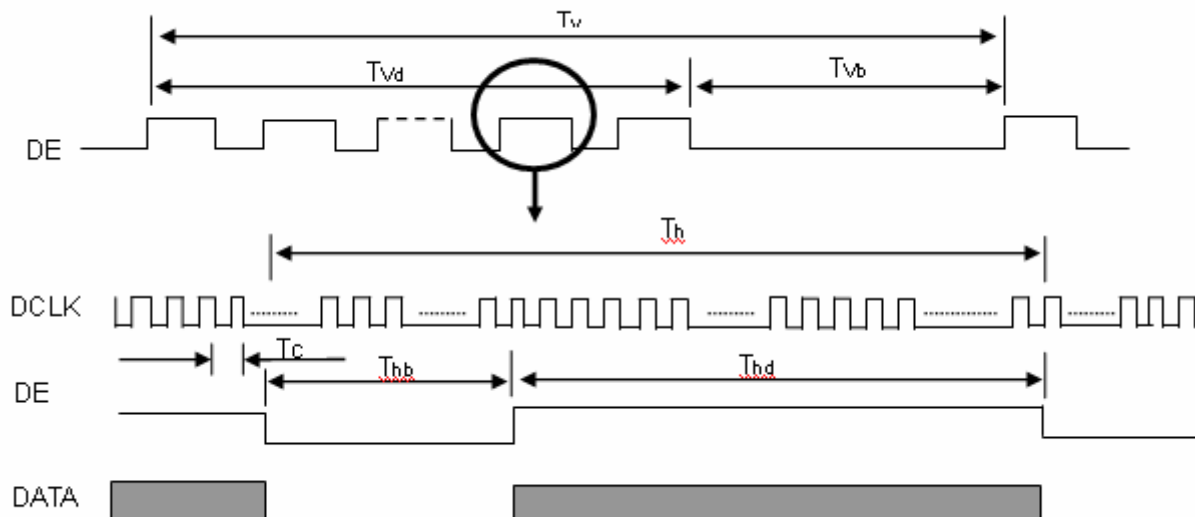 Tv
TVd
TVb
DE
Th
DCLK
TC
Thb
Thd
DE
DATA